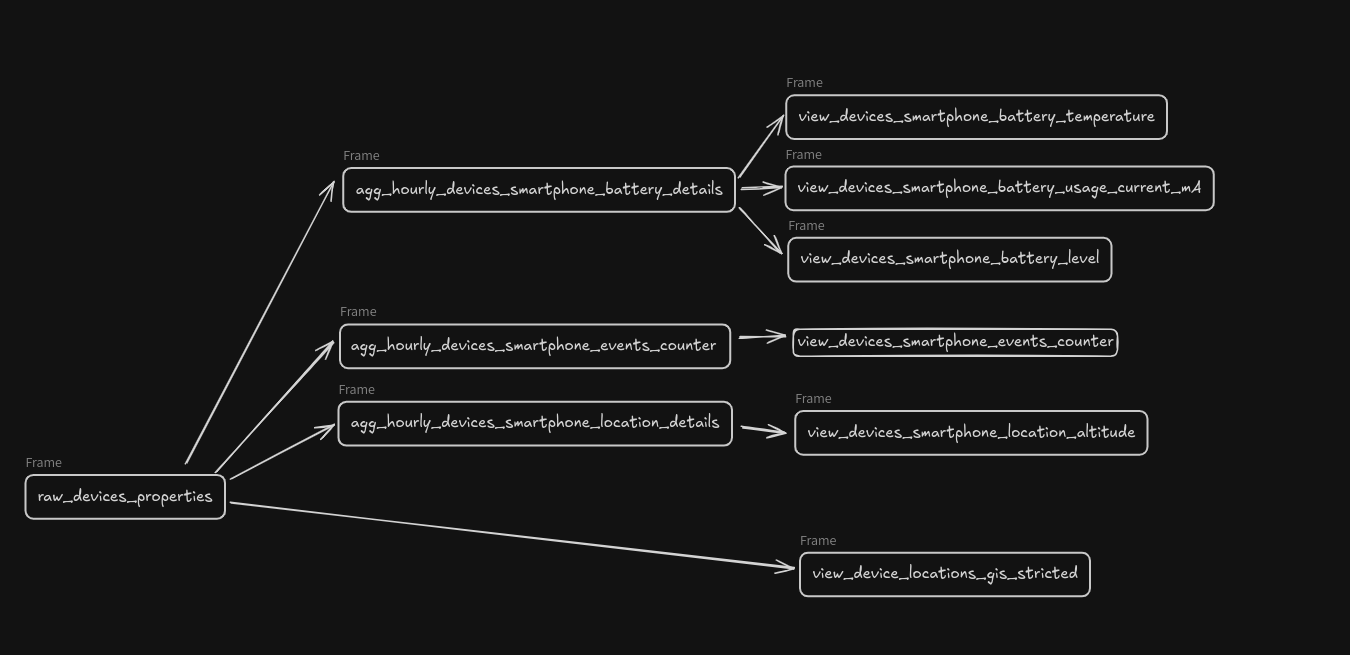 Frame
view_devices_smartphone_battery_temperature
Frame
agg_hourly_devices_smartphone_battery_details
Frame
view_devices_smartphone_battery_usage_current_mA
Frame
view_devices_smartphone_battery_level
Frame
agg_hourly_devices_smartphone_events_counter
view_devices_smartphone_events_counter
Frame
agg_hourly_devices_smartphone_location_details
Frame
view_devices_smartphone_location_altitude
Frame
raw_devices_properties
Frame
view_device_locations_gis_stricted